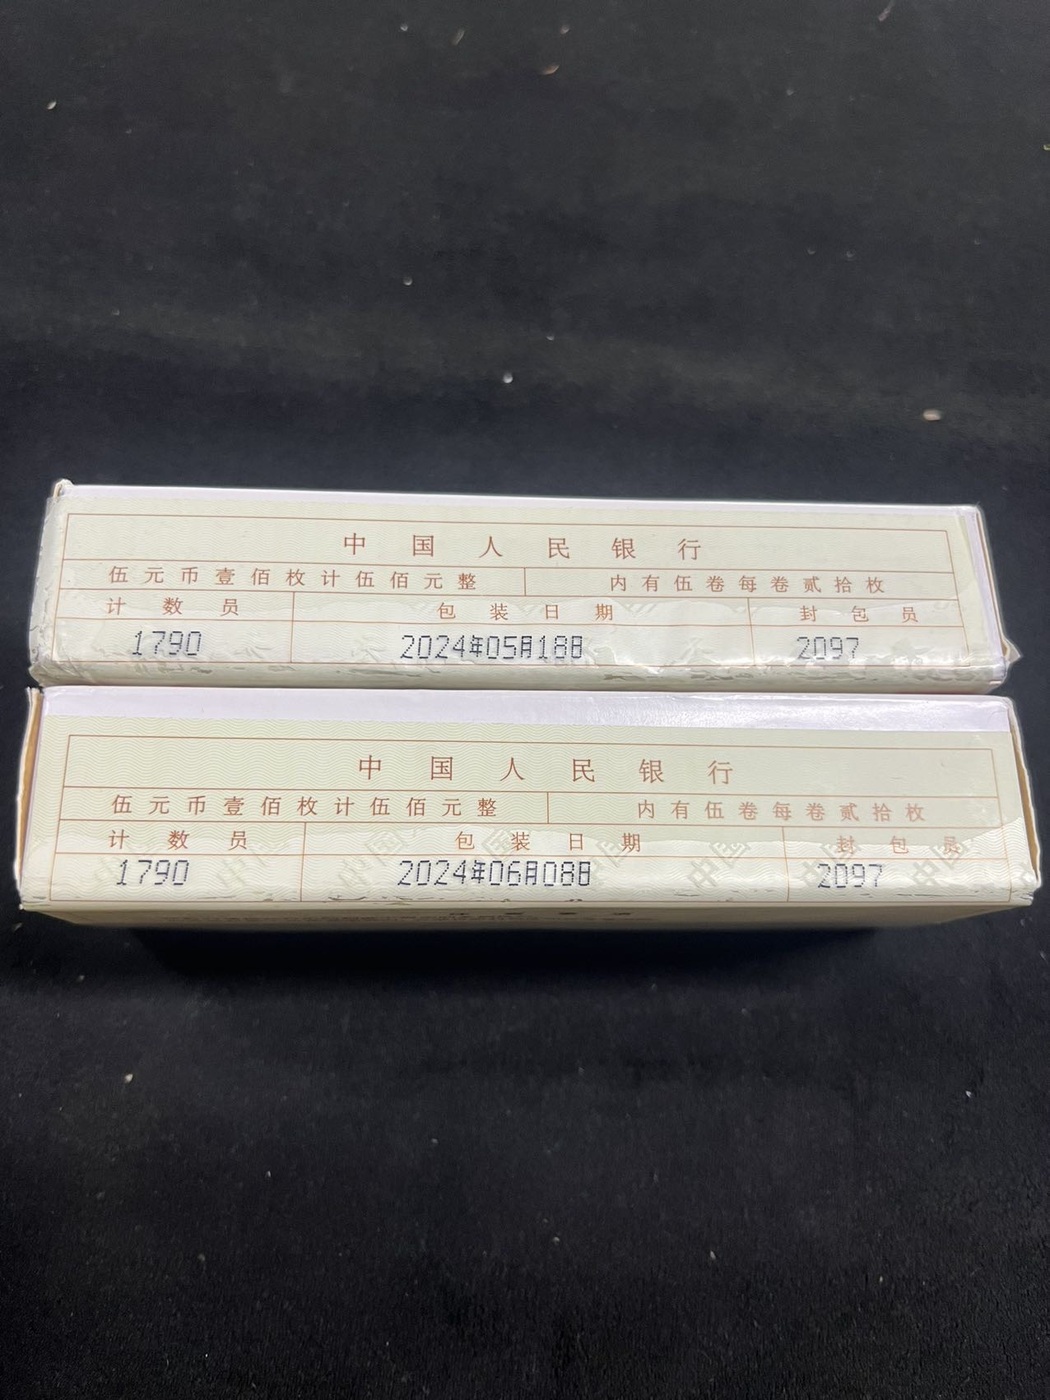 中国人民银行
伍元币壹佰枚计伍佰元整 内有伍卷每卷贰拾枚
计数员 包装日期 封包员
1790 2024年05月18日 2097
中国人民银行
伍元币壹佰枚计伍佰元整 内有伍卷每卷贰拾枚
计数员 包装日期 封包员
1790 2024年06月08日 2097